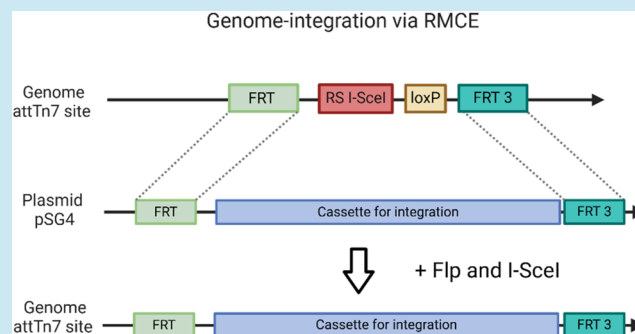 Genome-integration via RMCE
Genome
attTn7 site
FRT
RS I-SceI
loxP
FRT 3
Plasmid
pSG4
FRT
Cassette for integration
FRT 3
+ Flp and I-SceI
Genome
attTn7 site
FRT
Cassette for integration
FRT 3